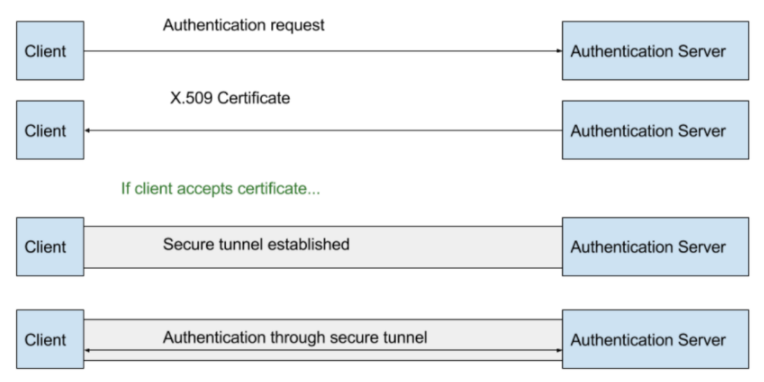 Authentication request
Client Authentication Server
X.509 Certificate
Client Authentication Server
If client accepts certificate...
Client Secure tunnel established Authentication Server
Client Authentication through secure tunnel Authentication Server